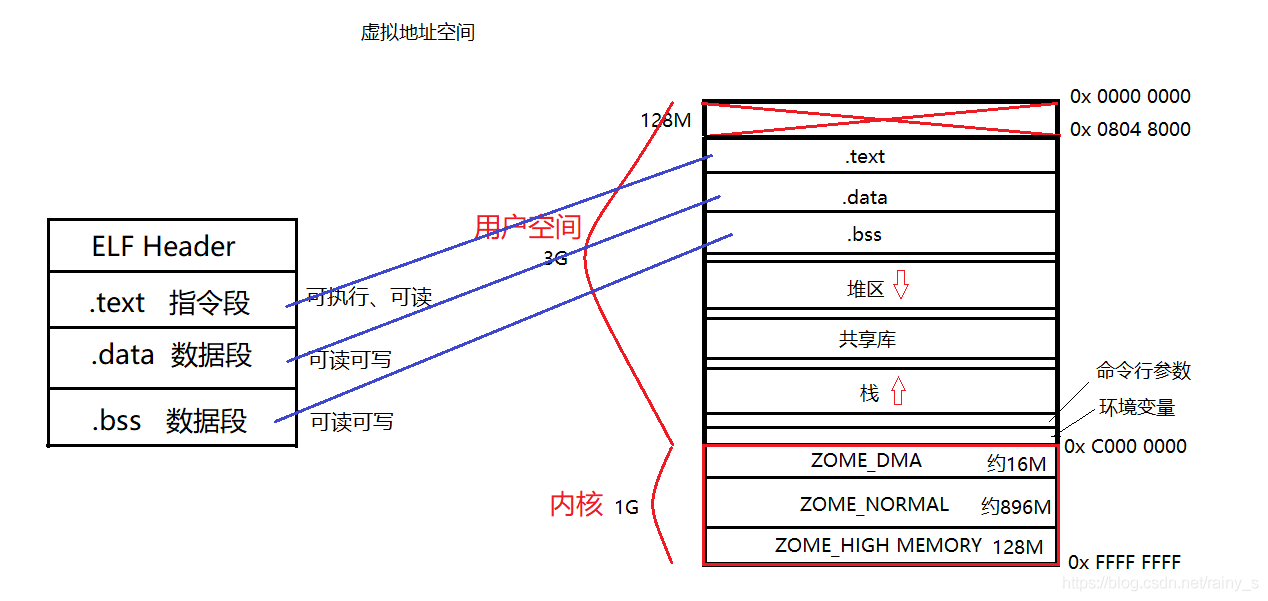 虚拟地址空间
0x 0000 0000
128M
0x 0804 8000
.text
.data
用户空间
.bss
3G
ELF Header
.text 指令段
可执行、可读
堆区
.data 数据段
可读可写
共享库
.bss 数据段
可读可写
栈
命令行参数
环境变量
0x C000 0000
ZOME_DMA 约16M
内核 1G
ZOME_NORMAL 约896M
ZOME_HIGH MEMORY 128M
0x FFFF FFFF
https://blog.csdn.net/rainy_s